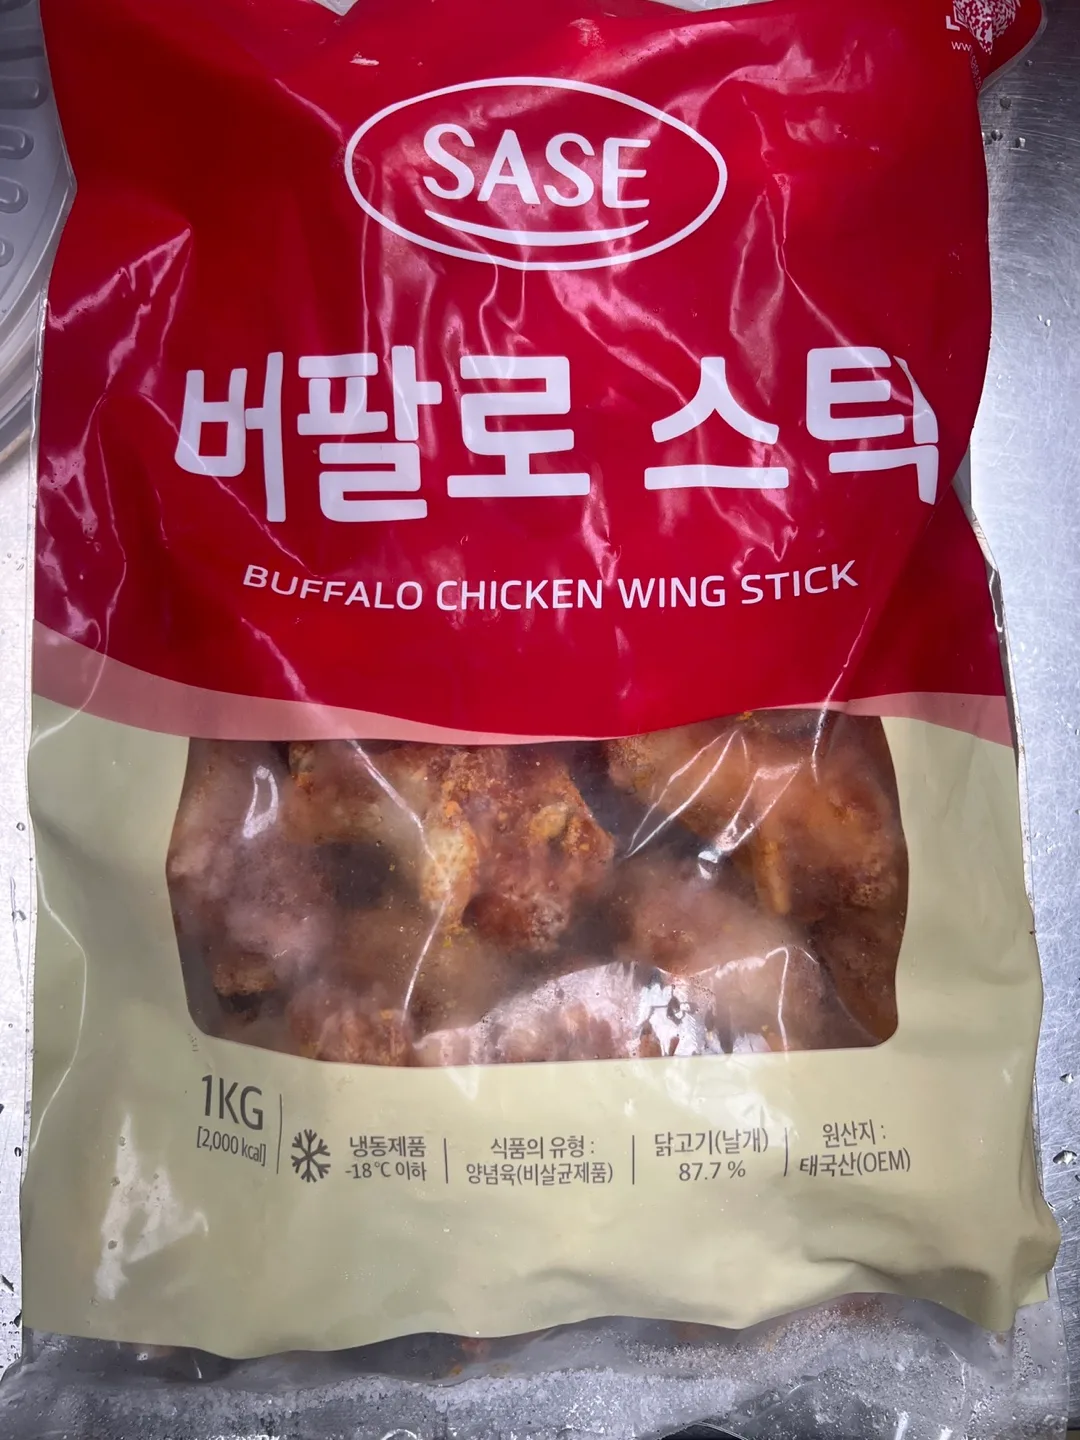 SASE
버팔로 스틱
BUFFALO CHICKEN WING STICK
1KG
[2,000 kcal]
냉동제품
-18℃ 이하
식품의 유형 :
양념육(비살균제품)
닭고기(날개)
87.7 %
원산지 :
태국산(OEM)